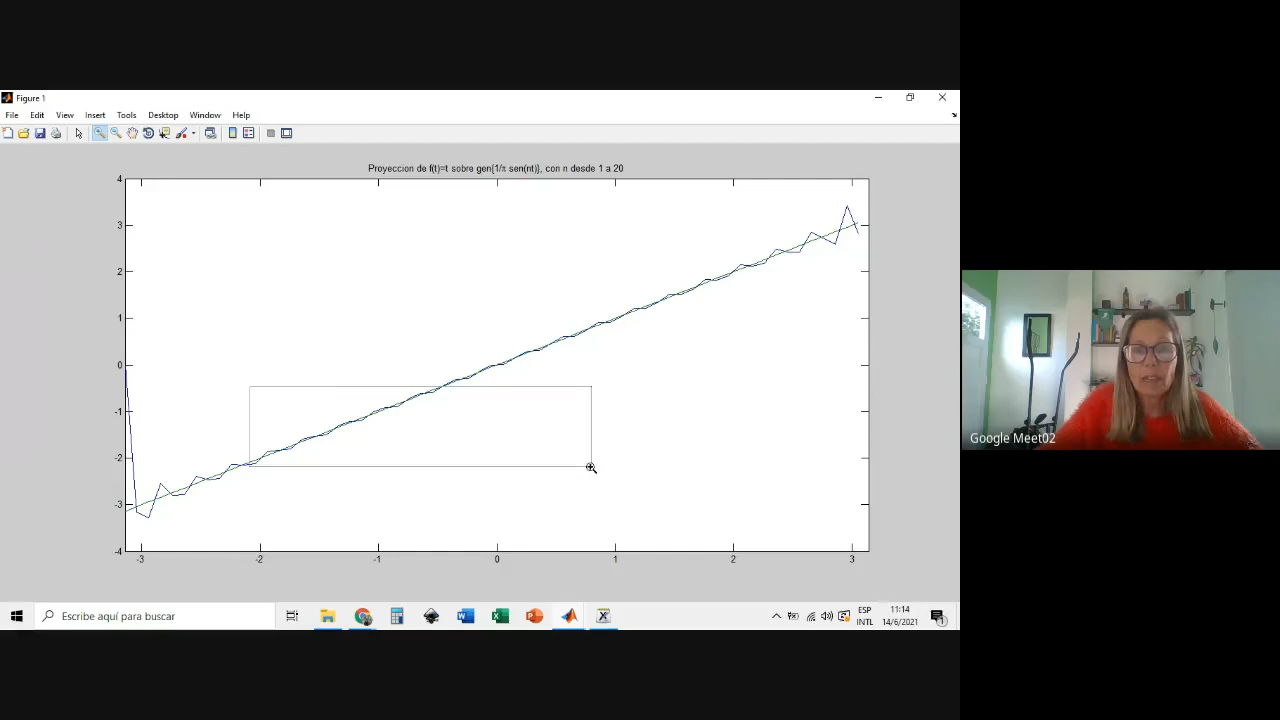 Figure 1
File Edit View Insert Tools Desktop Window Help
Proyeccion de f(t)=t sobre gen{1/π sen(nt)}, con n desde 1 a 20
4
3
2
1
0
-1
-2
-3
-4
-3 -2 -1 0 1 2 3
Google Meet02
Escribe aquí para buscar
ESP
INTL
11:14
14/6/2021
1